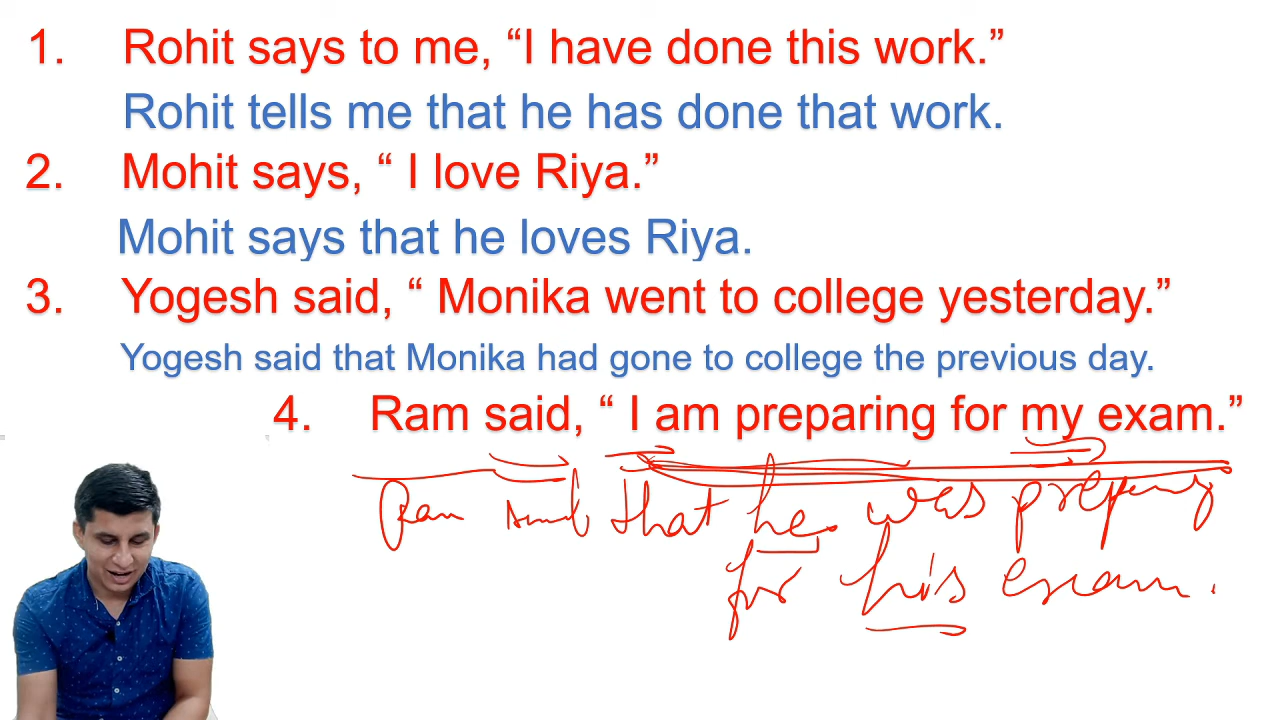 1. Rohit says to me, “I have done this work.”
Rohit tells me that he has done that work.
2. Mohit says, “ I love Riya.”
Mohit says that he loves Riya.
3. Yogesh said, “ Monika went to college yesterday.”
Yogesh said that Monika had gone to college the previous day.
4. Ram said, “ I am preparing for my exam.”
Ram said that he was preparing
for his exam.